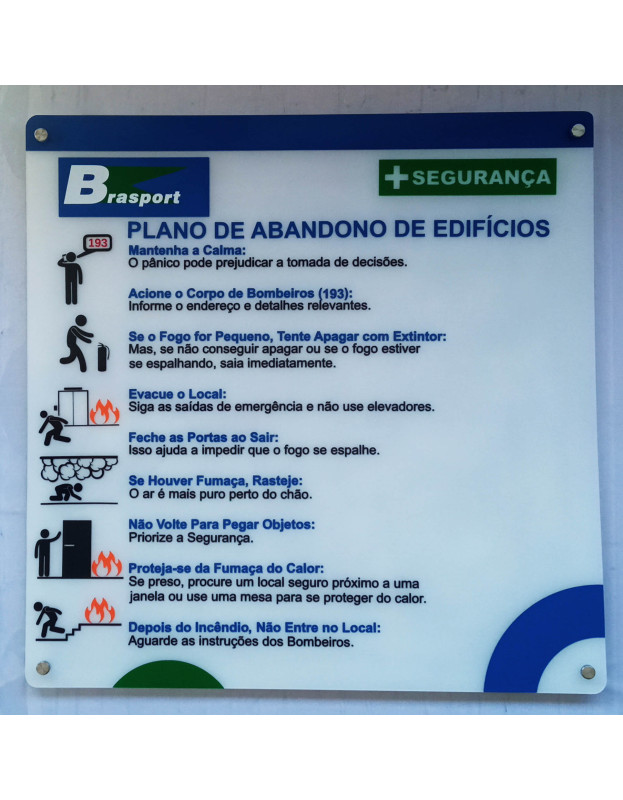 Brasport
+ SEGURANÇA
PLANO DE ABANDONO DE EDIFÍCIOS
193
Mantenha a Calma:
O pânico pode prejudicar a tomada de decisões.
Acione o Corpo de Bombeiros (193):
Informe o endereço e detalhes relevantes.
Se o Fogo for Pequeno, Tente Apagar com Extintor:
Mas, se não conseguir apagar ou se o fogo estiver
se espalhando, saia imediatamente.
Evacue o Local:
Siga as saídas de emergência e não use elevadores.
Feche as Portas ao Sair:
Isso ajuda a impedir que o fogo se espalhe.
Se Houver Fumaça, Rasteje:
O ar é mais puro perto do chão.
Não Volte Para Pegar Objetos:
Priorize a Segurança.
Proteja-se da Fumaça do Calor:
Se preso, procure um local seguro próximo a uma
janela ou use uma mesa para se proteger do calor.
Depois do Incêndio, Não Entre no Local:
Aguarde as instruções dos Bombeiros.